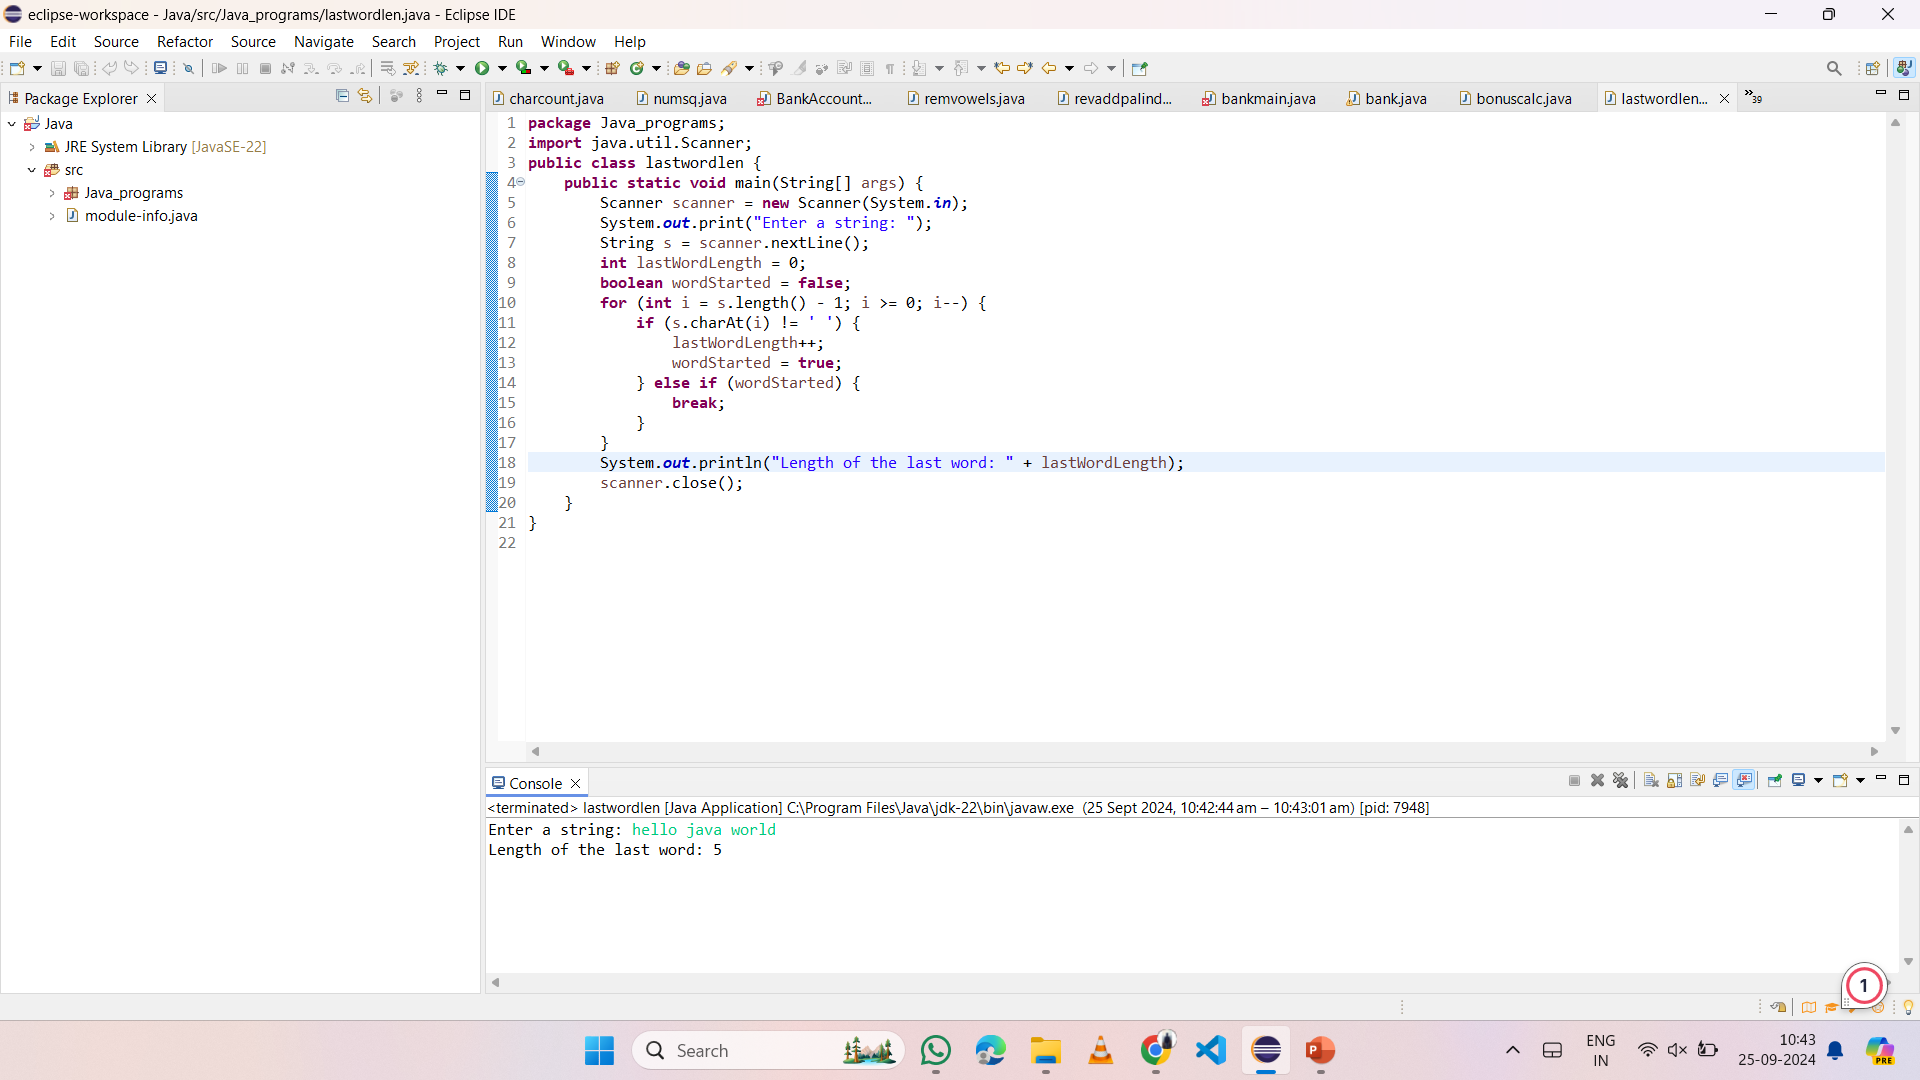 eclipse-workspace - Java/src/Java_programs/lastwordlen.java - Eclipse IDE
File Edit Source Refactor Source Navigate Search Project Run Window Help
Package Explorer
Java
JRE System Library [JavaSE-22]
src
Java_programs
module-info.java
charcount.java numsq.java BankAccount... remvowels.java revaddpalind... bankmain.java bank.java bonuscalc.java lastwordlen... »39
1 package Java_programs;
2 import java.util.Scanner;
3 public class lastwordlen {
4 public static void main(String[] args) {
5 Scanner scanner = new Scanner(System.in);
6 System.out.print("Enter a string: ");
7 String s = scanner.nextLine();
8 int lastWordLength = 0;
9 boolean wordStarted = false;
10 for (int i = s.length() - 1; i >= 0; i--) {
11 if (s.charAt(i) != ' ') {
12 lastWordLength++;
13 wordStarted = true;
14 } else if (wordStarted) {
15 break;
16 }
17 }
18 System.out.println("Length of the last word: " + lastWordLength);
19 scanner.close();
20 }
21 }
22
Console
<terminated> lastwordlen [Java Application] C:\Program Files\Java\jdk-22\bin\javaw.exe (25 Sept 2024, 10:42:44 am – 10:43:01 am) [pid: 7948]
Enter a string: hello java world
Length of the last word: 5
1
Search
ENG
IN
10:43
25-09-2024
PRE